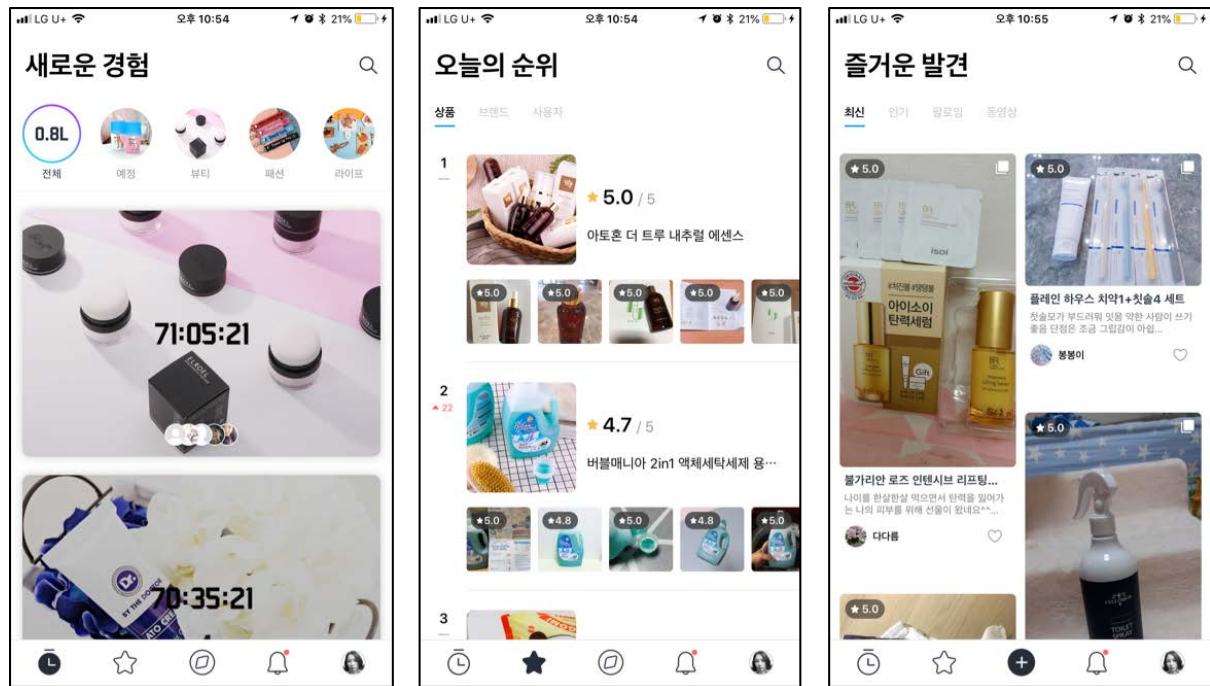 LG U+ 오후 10:54 21%
새로운 경험
0.8L
전체 예정 뷰티 패션 라이프
71:05:21
70:35:21
LG U+ 오후 10:54 21%
오늘의 순위
상품 브랜드 사용자
1
★ 5.0 / 5
아토혼 더 트루 내추럴 에센스
★5.0 ★5.0 ★5.0 ★5.0 ★5.0
2
▲ 22
★ 4.7 / 5
버블매니아 2in1 액체세탁세제 용…
★5.0 ★4.8 ★5.0 ★4.8 ★5.0
3
LG U+ 오후 10:55 21%
즐거운 발견
최신 인기 팔로잉 동영상
★ 5.0
isoi
#처진볼#탱탱볼
아이소이
탄력세럼
Gift
불가리안 로즈 인텐시브 리프팅...
나이를 한살한살 먹으면서 탄력을 잃어가
는 나의 피부를 위해 선물이 왔네요^^...
다다름
★ 5.0
★ 5.0
플레인 하우스 치약1+칫솔4 세트
칫솔모가 부드러워 잇몸 약한 사람이 쓰기
좋음 단점은 조금 그립감이 아쉽...
봉봉이
★ 5.0
TOILET
SPRAY